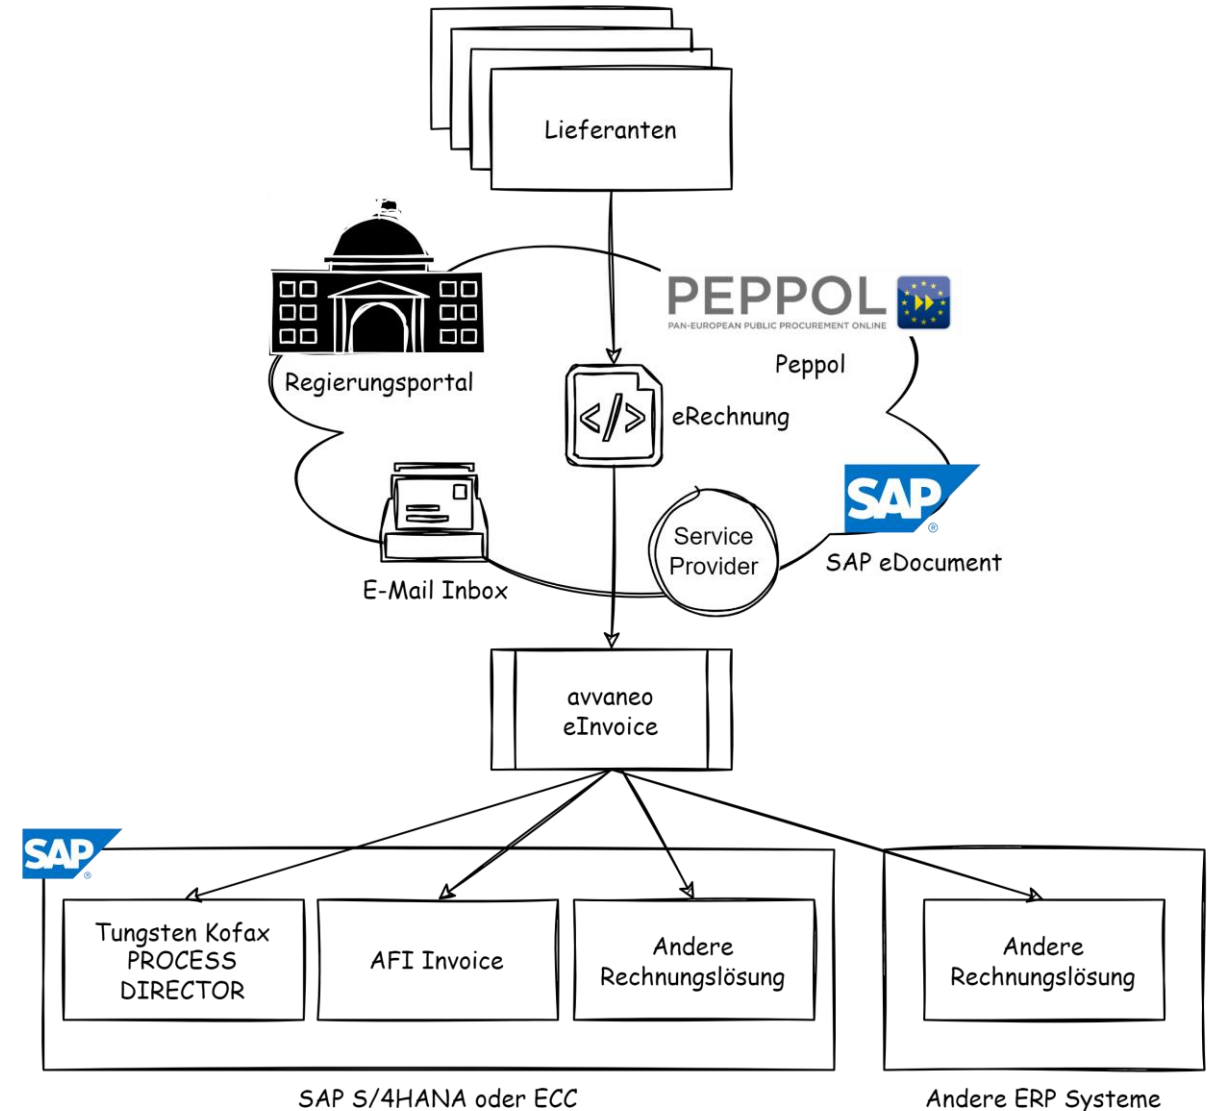 Lieferanten
PEPPOL
PAN-EUROPEAN PUBLIC PROCUREMENT ONLINE
Peppol
Regierungsportal
</>
eRechnung
SAP
®
SAP eDocument
Service
Provider
E-Mail Inbox
avvaneo
eInvoice
SAP
®
Tungsten Kofax
PROCESS
DIRECTOR
AFI Invoice
Andere
Rechnungslösung
Andere
Rechnungslösung
SAP S/4HANA oder ECC
Andere ERP Systeme